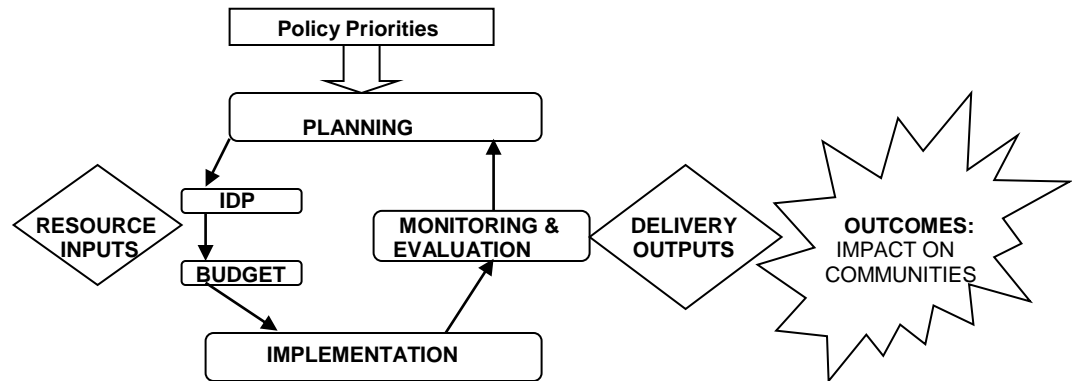 Policy Priorities
PLANNING
RESOURCE
INPUTS
IDP
BUDGET
MONITORING &
EVALUATION
DELIVERY
OUTPUTS
OUTCOMES:
IMPACT ON
COMMUNITIES
IMPLEMENTATION